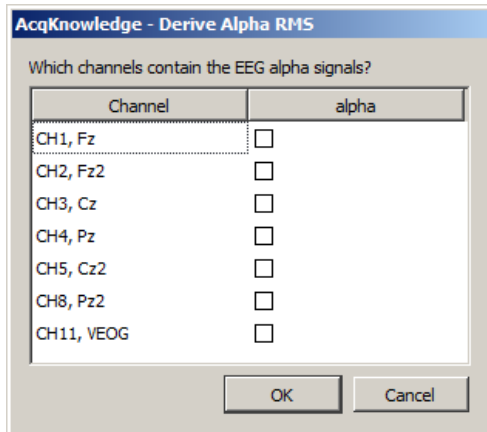 AcqKnowledge - Derive Alpha RMS
Which channels contain the EEG alpha signals?
Channel alpha
CH1, Fz
CH2, Fz2
CH3, Cz
CH4, Pz
CH5, Cz2
CH8, Pz2
CH11, VEOG
OK Cancel